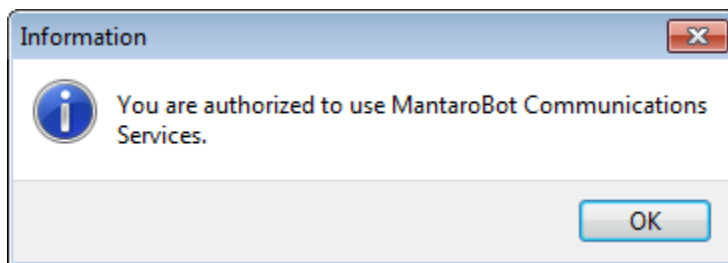 Information
You are authorized to use MantaroBot Communications
Services.
OK